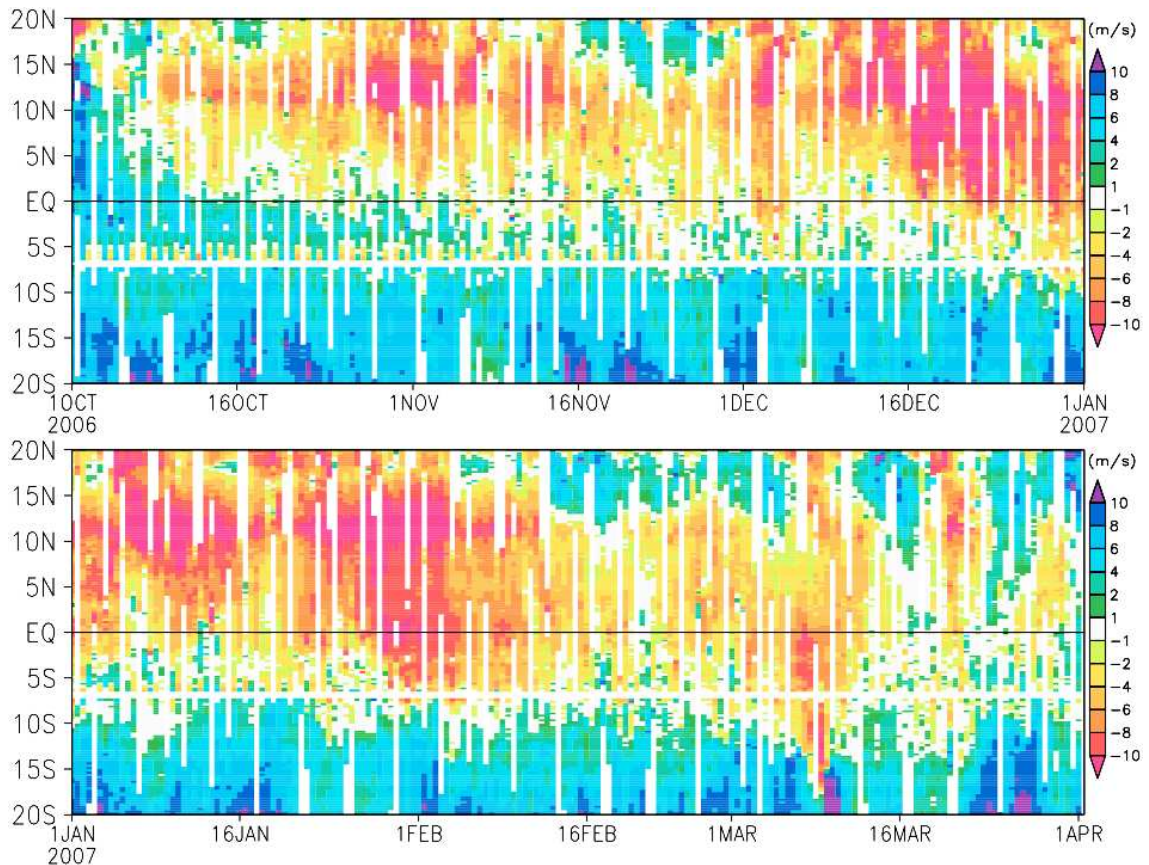 20N
15N
10N
5N
EQ
5S
10S
15S
20S
1OCT
2006
16OCT
1NOV
16NOV
1DEC
16DEC
1JAN
2007
(m/s)
10
8
6
4
2
1
-1
-2
-4
-6
-8
-10
20N
15N
10N
5N
EQ
5S
10S
15S
20S
1JAN
2007
16JAN
1FEB
16FEB
1MAR
16MAR
1APR
(m/s)
10
8
6
4
2
1
-1
-2
-4
-6
-8
-10